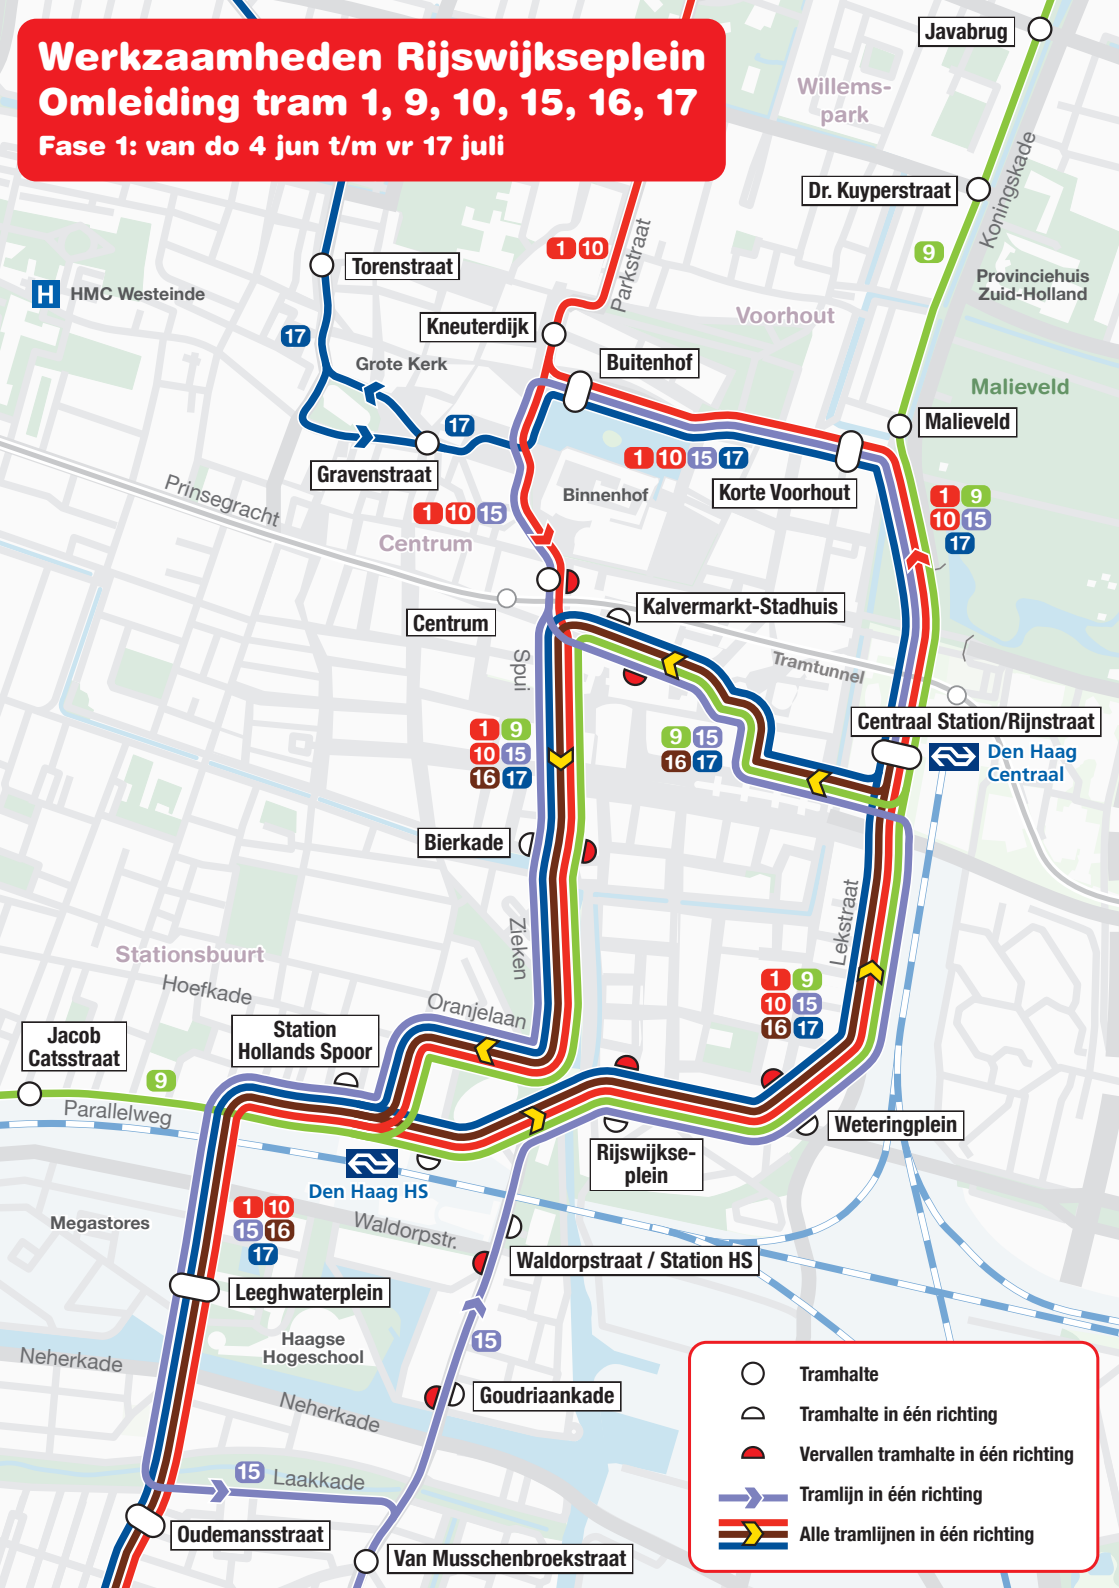 Werkzaamheden Rijswijkseplein
Omleiding tram 1, 9, 10, 15, 16, 17
Fase 1: van do 4 jun t/m vr 17 juli
Javabrug
Willems-
park
Dr. Kuyperstraat
Koningskade
9
Provinciehuis
Zuid-Holland
1 10
Parkstraat
Torenstraat
H HMC Westeinde
Voorhout
Kneuterdijk
17
Grote Kerk
Buitenhof
Malieveld
Malieveld
17
Gravenstraat
1 10 15 17
Korte Voorhout
Prinsegracht
Binnenhof
1 9
10 15
17
1 10 15
Centrum
Centrum
Kalvermarkt-Stadhuis
Spui
Tramtunnel
Centraal Station/Rijnstraat
Den Haag
Centraal
1 9
10 15
16 17
9 15
16 17
Bierkade
Lekstraat
Zieken
Stationsbuurt
Hoefkade
Oranjelaan
1 9
10 15
16 17
Station
Hollands Spoor
Jacob
Catsstraat
9
Parallelweg
Weteringplein
Rijswijkse-
plein
Den Haag HS
1 10
15 16
17
Megastores
Waldorpstr.
Waldorpstraat / Station HS
Leeghwaterplein
15
Haagse
Hogeschool
Neherkade
Neherkade
Goudriaankade
15
Laakkade
Oudemansstraat
Van Musschenbroekstraat
Tramhalte
Tramhalte in één richting
Vervallen tramhalte in één richting
Tramlijn in één richting
Alle tramlijnen in één richting